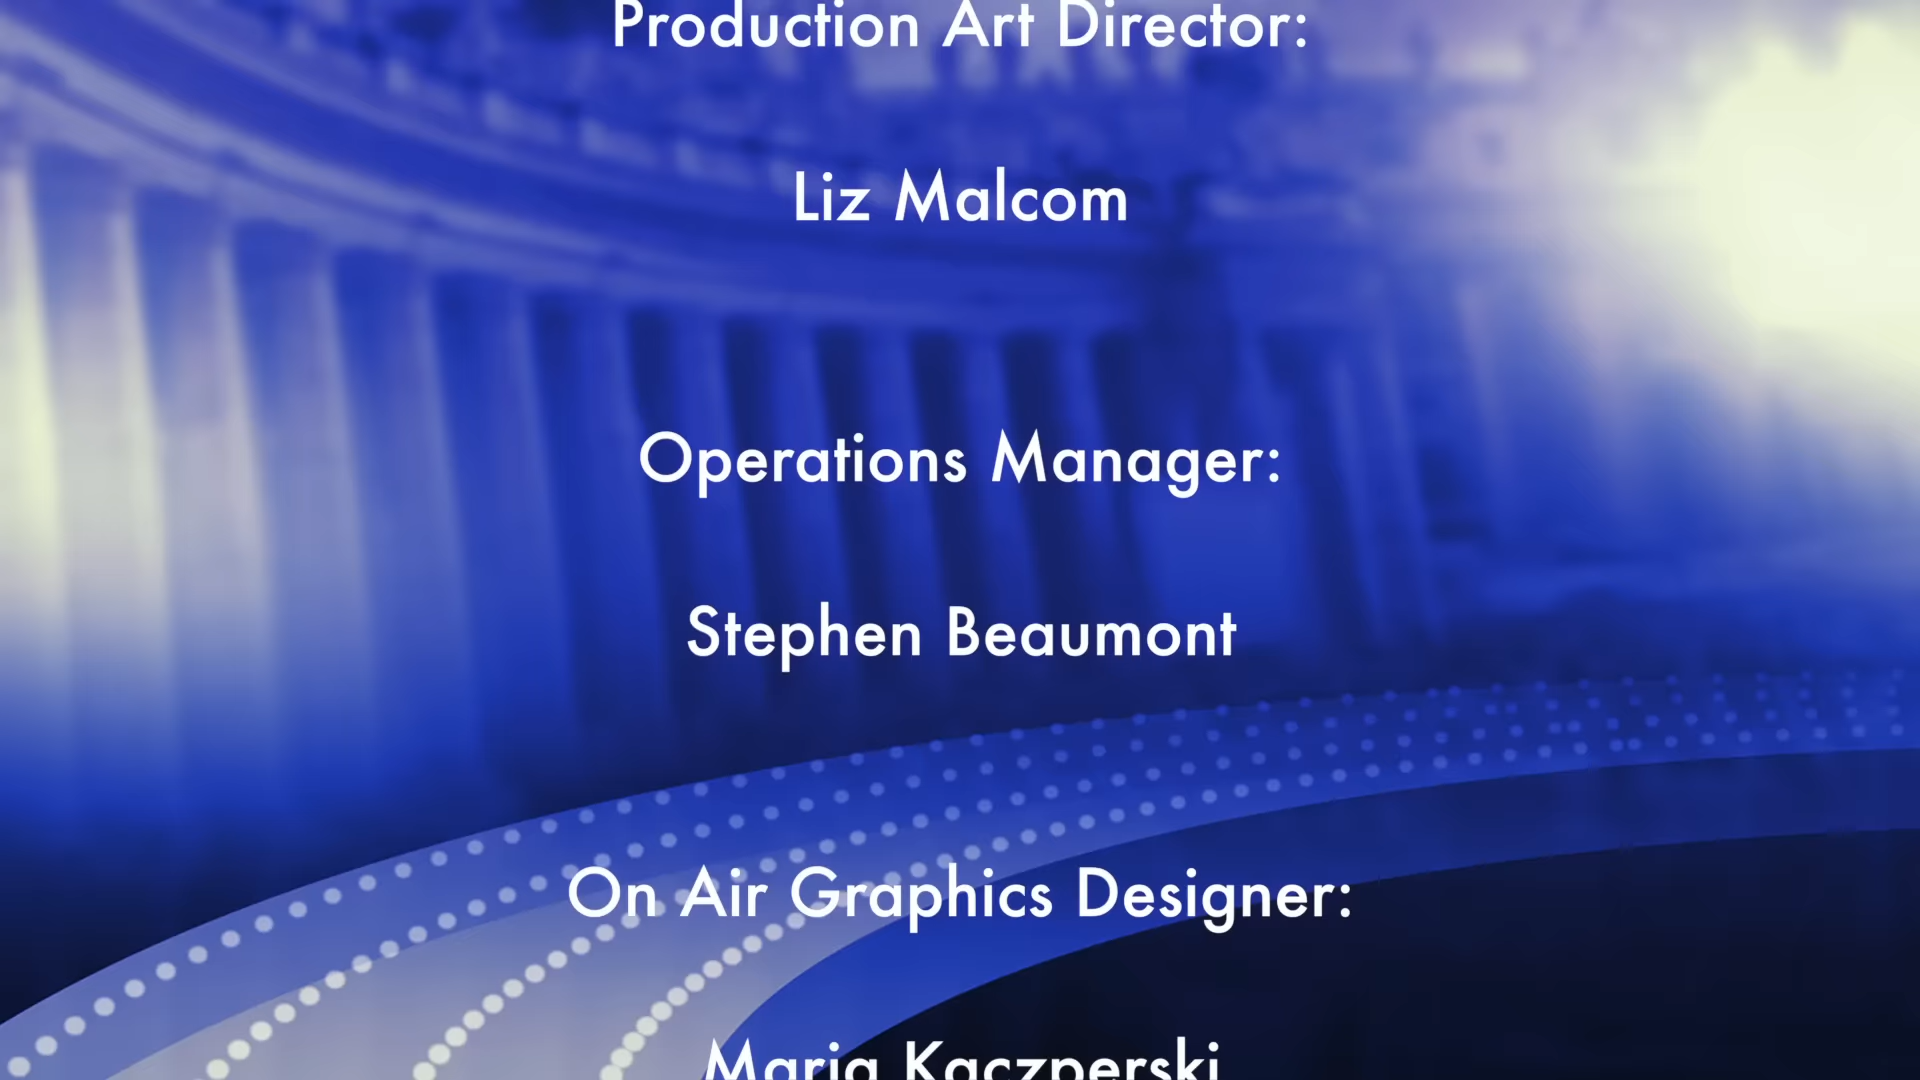 Production Art Director:
Liz Malcom
Operations Manager:
Stephen Beaumont
On Air Graphics Designer:
Maria Kaczperski